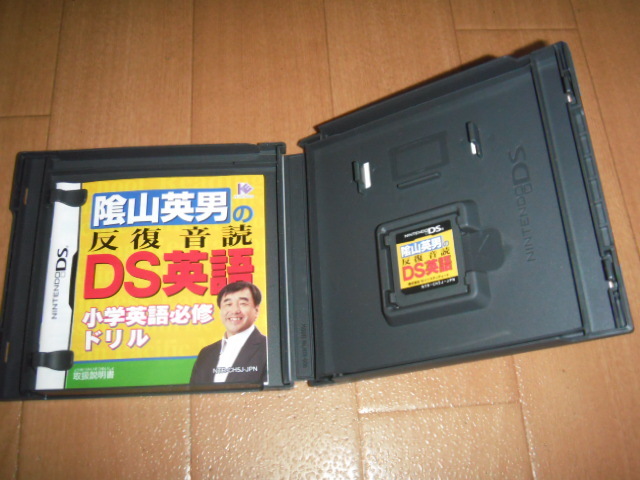 陰山英男の
反復音読
DS英語
小学英語必修
ドリル
NTR-CHSJ-JPN
取扱説明書
NINTENDO DS
NINTENDO DS
陰山英男の
反復音読
DS英語
NINTENDO DS